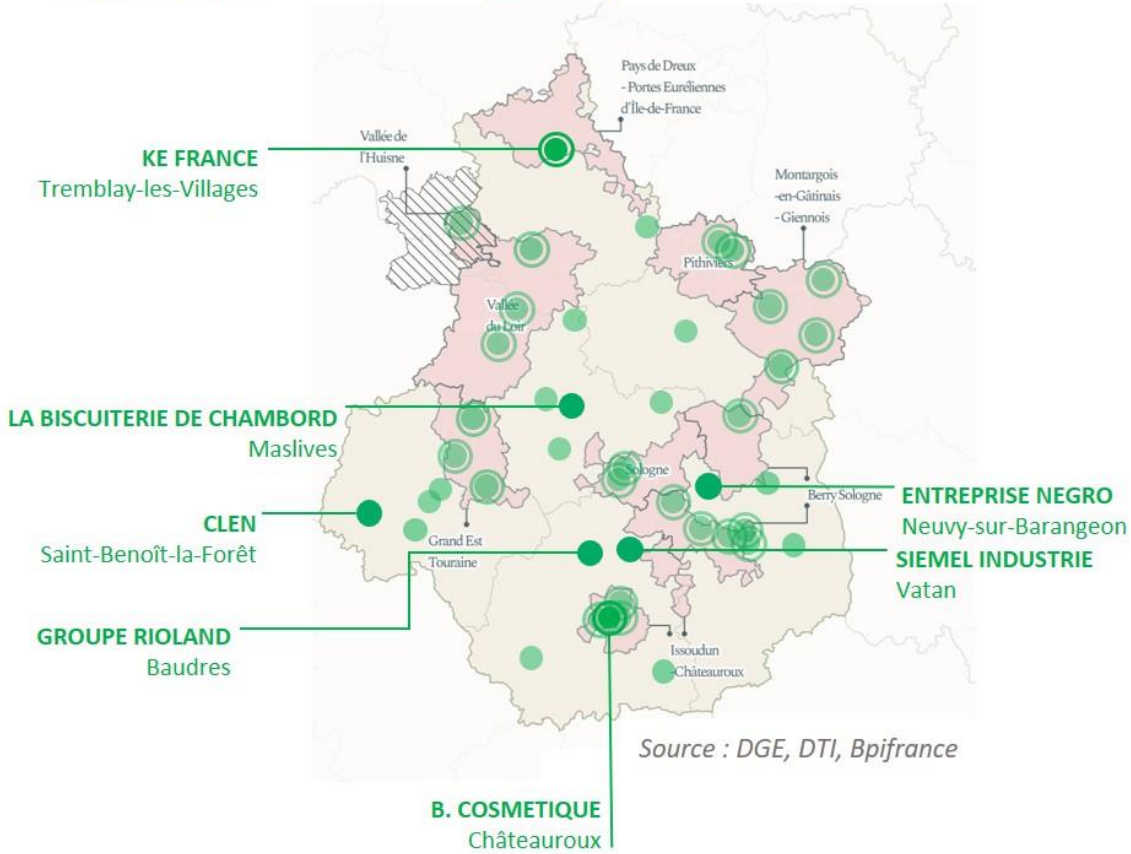 Pays de Dreux
- Portes Euréliennes
d'Île-de-France
Vallée de
l'Huisne
KE FRANCE
Tremblay-les-Villages
Montargois
-en-Gâtinais
- Giennois
Pithiviers
Vallée
du Loir
LA BISCUITERIE DE CHAMBORD
Maslives
Sologne
Berry Sologne
ENTREPRISE NEGRO
Neuvy-sur-Barangeon
CLEN
Saint-Benoît-la-Forêt
Grand Est
Touraine
SIEMEL INDUSTRIE
Vatan
GROUPE RIOLAND
Baudres
Issoudun
-Châteauroux
Source : DGE, DTI, Bpifrance
B. COSMETIQUE
Châteauroux